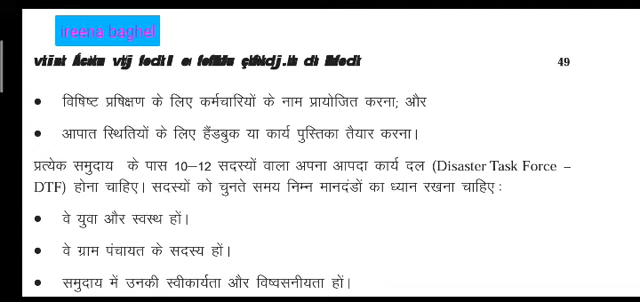 ireena baghel
49
• विषिष्ट प्रषिक्षण के लिए कर्मचारियों के नाम प्रायोजित करना; और
• आपात स्थितियों के लिए हैंडबुक या कार्य पुस्तिका तैयार करना।
प्रत्येक समुदाय के पास 10–12 सदस्यों वाला अपना आपदा कार्य दल (Disaster Task Force –
DTF) होना चाहिए। सदस्यों को चुनते समय निम्न मानदंडों का ध्यान रखना चाहिए :
• वे युवा और स्वस्थ हों।
• वे ग्राम पंचायत के सदस्य हों।
• समुदाय में उनकी स्वीकार्यता और विष्वसनीयता हों।